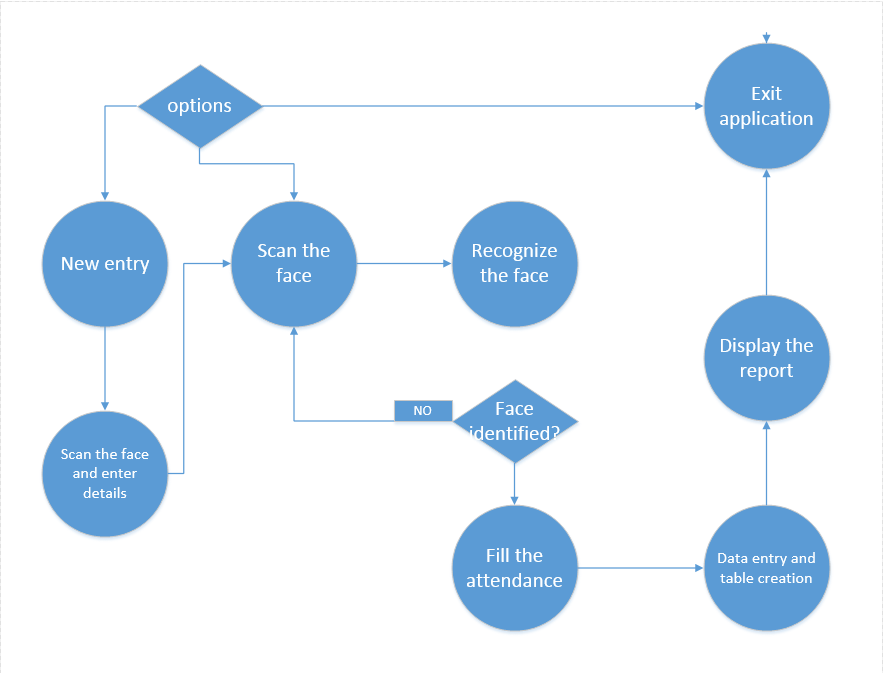 options
Exit
application
New entry
Scan the
face
Recognize
the face
Display the
report
NO
Face
identified?
Scan the face
and enter
details
Fill the
attendance
Data entry and
table creation